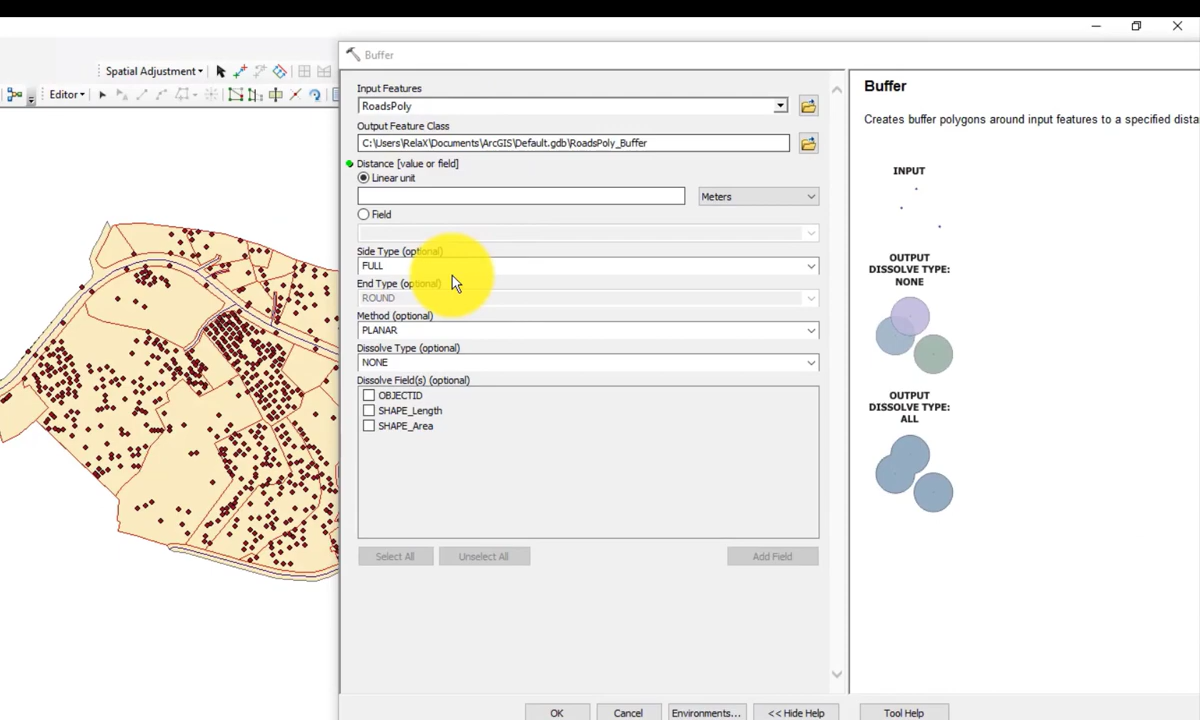 Buffer
Spatial Adjustment
Editor
Input Features
RoadsPoly
Output Feature Class
C:\Users\RelaX\Documents\ArcGIS\Default.gdb\RoadsPoly_Buffer
Distance [value or field]
Linear unit
Meters
Field
Side Type (optional)
FULL
End Type (optional)
ROUND
Method (optional)
PLANAR
Dissolve Type (optional)
NONE
Dissolve Field(s) (optional)
OBJECTID
SHAPE_Length
SHAPE_Area
Select All
Unselect All
Add Field
OK
Cancel
Environments...
<< Hide Help
Tool Help
Buffer
Creates buffer polygons around input features to a specified dista
INPUT
OUTPUT
DISSOLVE TYPE:
NONE
OUTPUT
DISSOLVE TYPE:
ALL